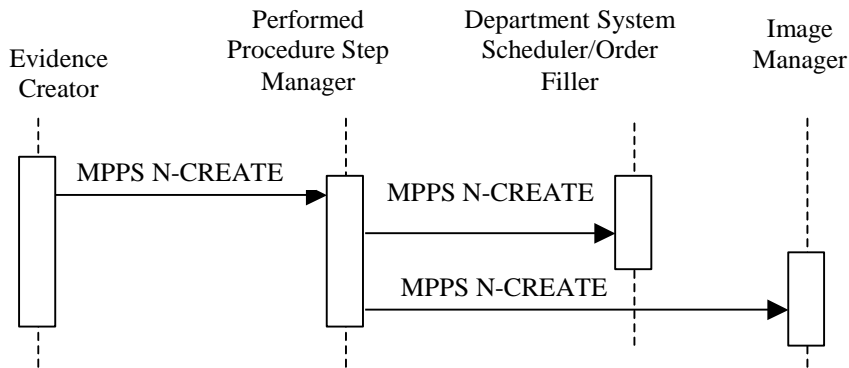 Evidence
Creator
Performed
Procedure Step
Manager
Department System
Scheduler/Order
Filler
Image
Manager
MPPS N-CREATE
MPPS N-CREATE
MPPS N-CREATE